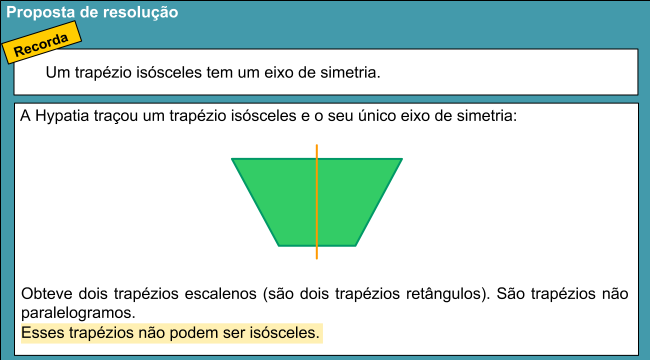 Proposta de resolução
Recorda
Um trapézio isósceles tem um eixo de simetria.
A Hypatia traçou um trapézio isósceles e o seu único eixo de simetria:
Obteve dois trapézios escalenos (são dois trapézios retângulos). São trapézios não
paralelogramos.
Esses trapézios não podem ser isósceles.